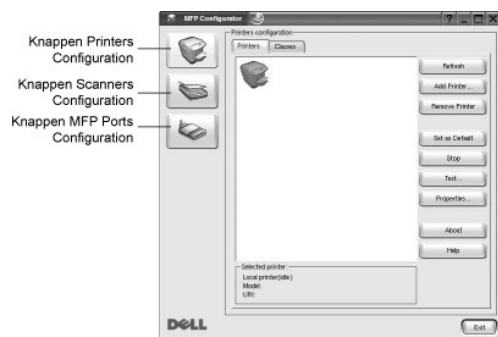 MFP Configurator
Knappen Printers
Configuration
Knappen Scanners
Configuration
Knappen MFP Ports
Configuration
Printers configuration
Printers
Classes
Refresh
Add Printer...
Remove Printer
Set as Default
Stop
Test...
Properties...
About
Help
Selected printer:
Local printer(idle)
Model:
URI:
DELL
Exit